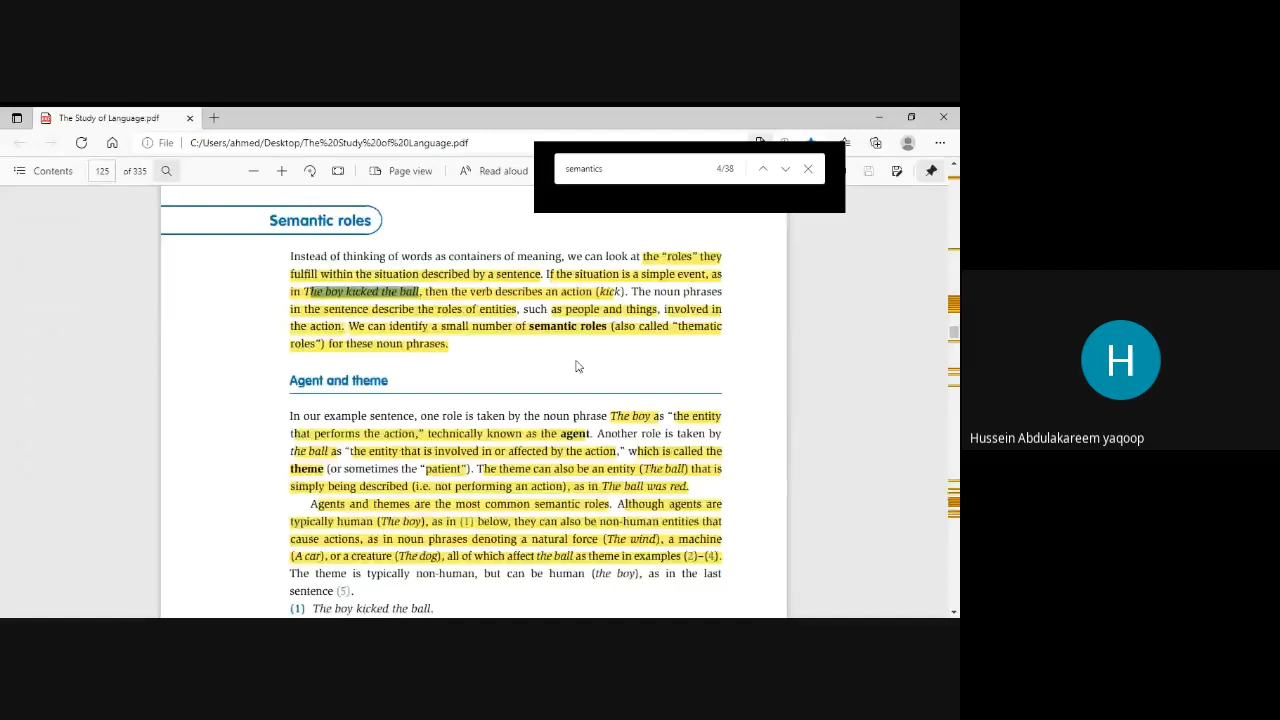 The Study of Language.pdf
File C:/Users/ahmed/Desktop/The%20Study%20of%20Language.pdf
Contents 125 of 335 Page view Read aloud
semantics 4/38
Semantic roles
Instead of thinking of words as containers of meaning, we can look at the “roles” they
fulfill within the situation described by a sentence. If the situation is a simple event, as
in The boy kicked the ball, then the verb describes an action (kick). The noun phrases
in the sentence describe the roles of entities, such as people and things, involved in
the action. We can identify a small number of semantic roles (also called “thematic
roles”) for these noun phrases.
Agent and theme
In our example sentence, one role is taken by the noun phrase The boy as “the entity
that performs the action,” technically known as the agent. Another role is taken by
the ball as “the entity that is involved in or affected by the action,” which is called the
theme (or sometimes the “patient”). The theme can also be an entity (The ball) that is
simply being described (i.e. not performing an action), as in The ball was red.
Agents and themes are the most common semantic roles. Although agents are
typically human (The boy), as in (1) below, they can also be non-human entities that
cause actions, as in noun phrases denoting a natural force (The wind), a machine
(A car), or a creature (The dog), all of which affect the ball as theme in examples (2)–(4).
The theme is typically non-human, but can be human (the boy), as in the last
sentence (5).
(1) The boy kicked the ball.
H
Hussein Abdulakareem yaqoop